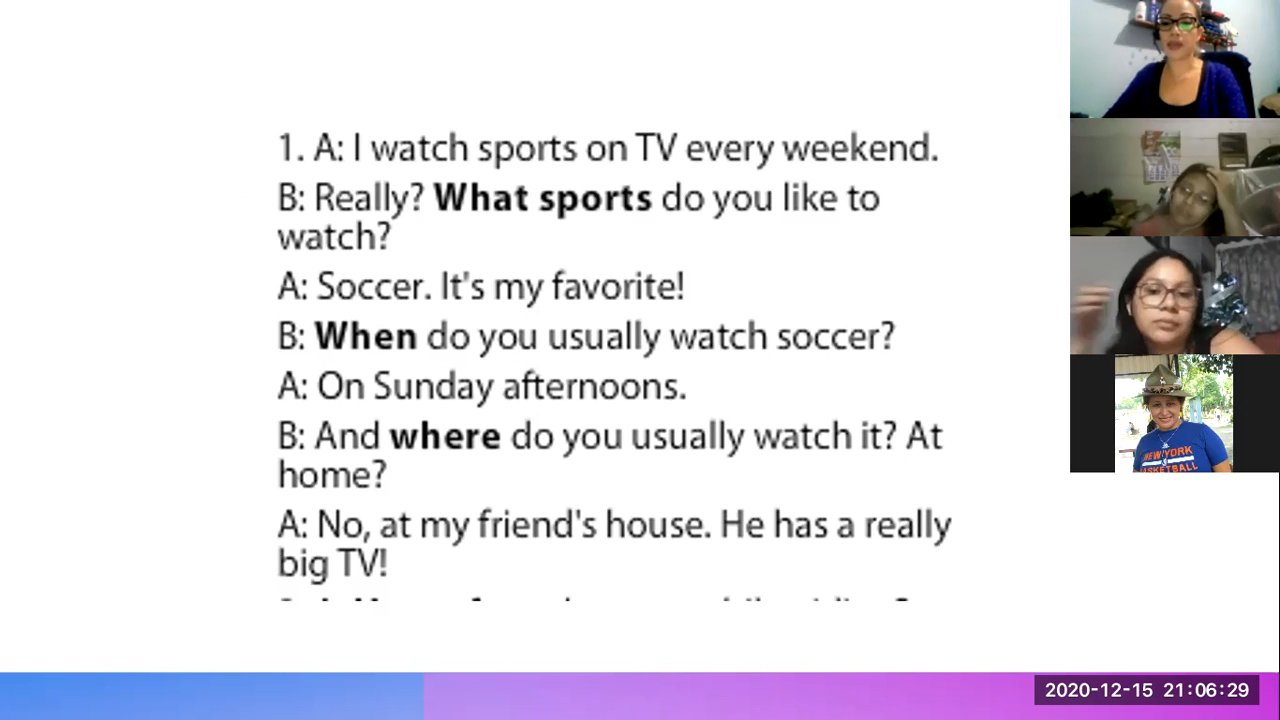 1. A: I watch sports on TV every weekend.
B: Really? What sports do you like to
watch?
A: Soccer. It's my favorite!
B: When do you usually watch soccer?
A: On Sunday afternoons.
B: And where do you usually watch it? At
home?
A: No, at my friend's house. He has a really
big TV!
NEW YORK
BASKETBALL
2020-12-15 21:06:29